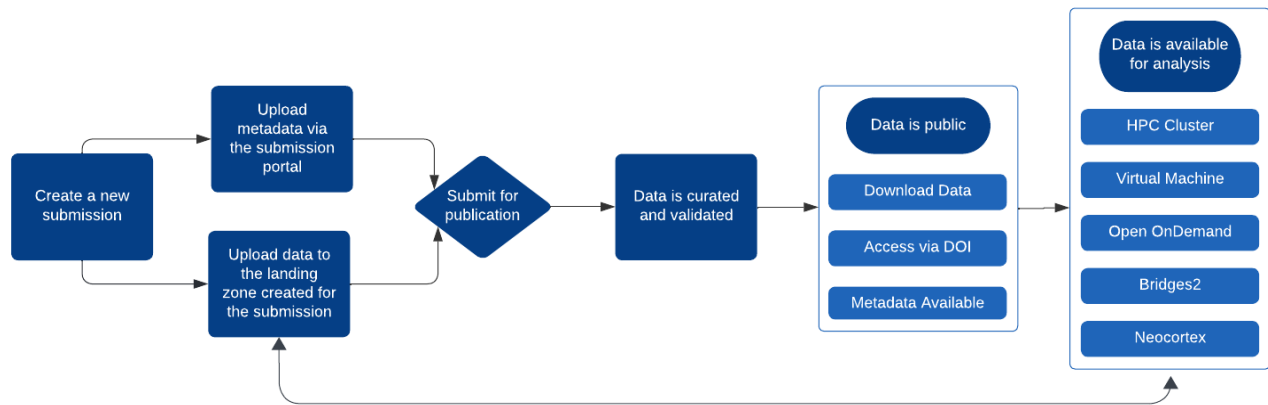 Create a new
submission
Upload
metadata via
the submission
portal
Upload data to
the landing
zone created for
the submission
Submit for
publication
Data is curated
and validated
Data is public
Download Data
Access via DOI
Metadata Available
Data is available
for analysis
HPC Cluster
Virtual Machine
Open OnDemand
Bridges2
Neocortex